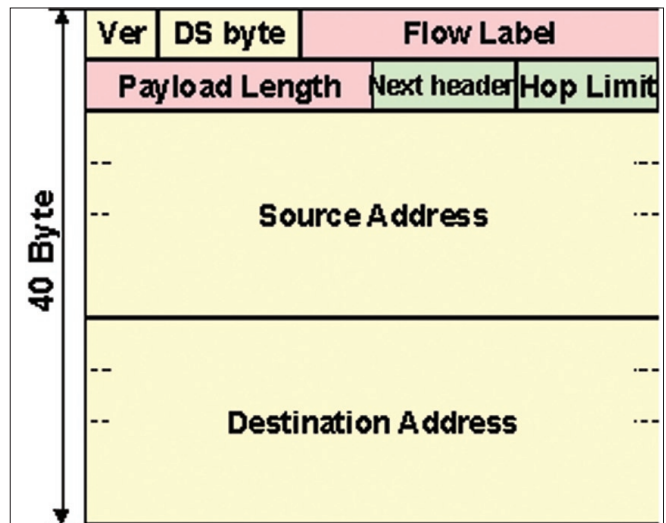 Ver DS byte Flow Label
Payload Length Next header Hop Limit
Source Address
40 Byte
Destination Address